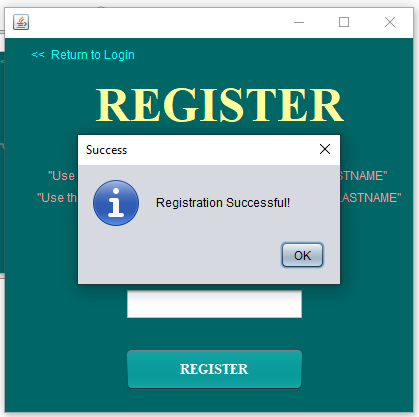 << Return to Login
REGISTER
Success
Registration Successful!
OK
"Use STNAME"
"Use th LASTNAME"
REGISTER